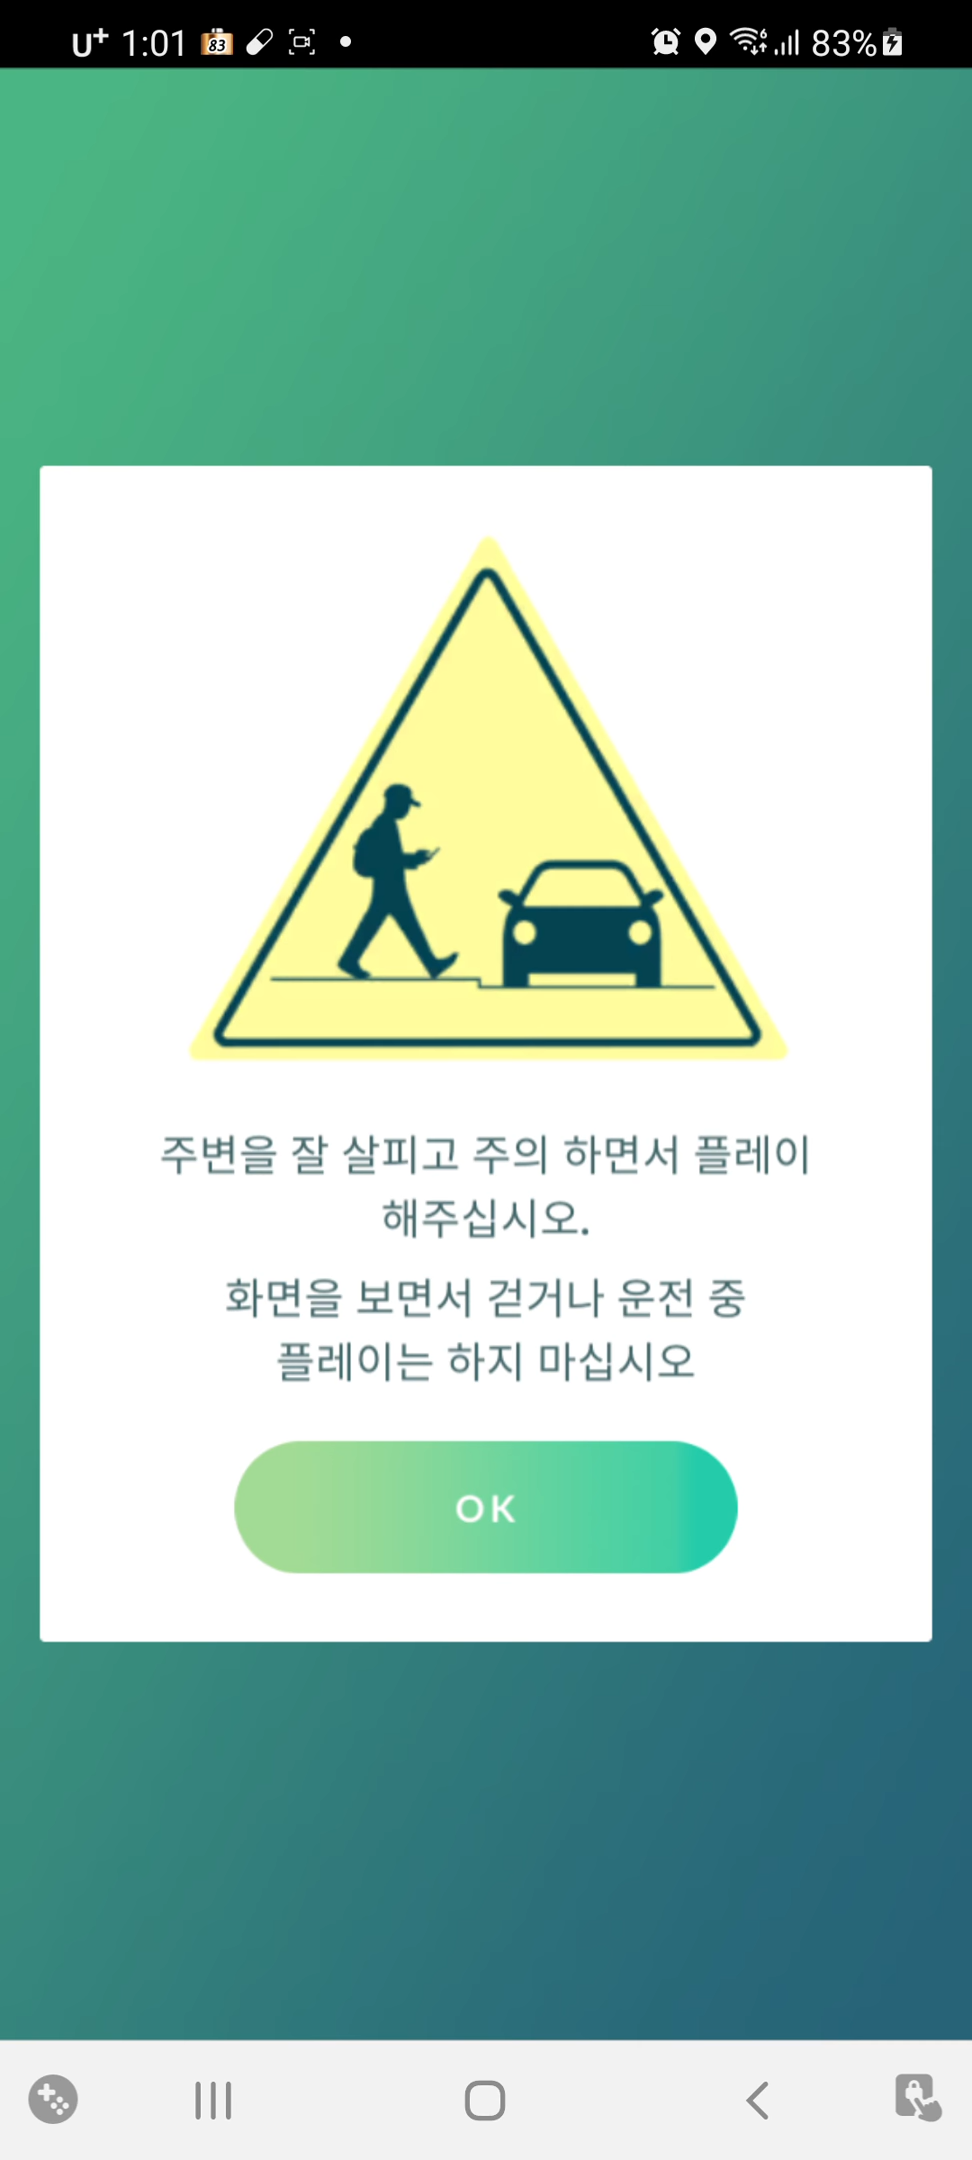 U+ 1:01 83 83%
주변을 잘 살피고 주의 하면서 플레이
해주십시오.
화면을 보면서 걷거나 운전 중
플레이는 하지 마십시오
OK